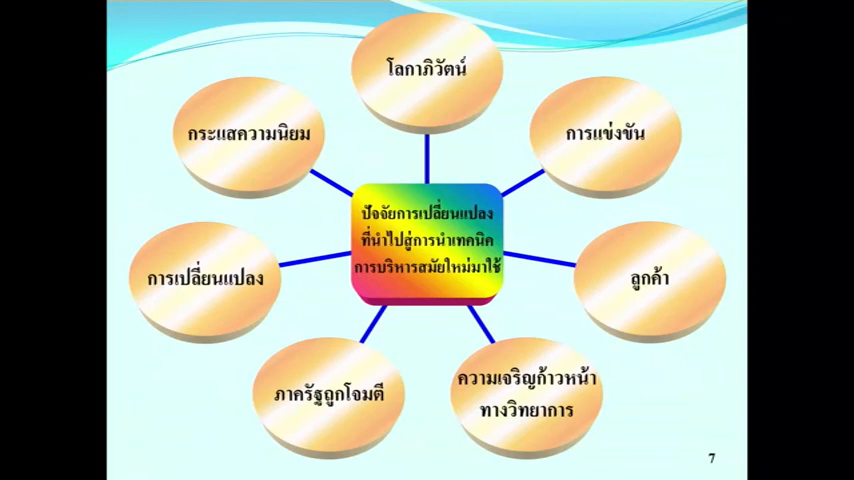 โลกาภิวัตน์
กระแสความนิยม
การแข่งขัน
ปัจจัยการเปลี่ยนแปลง
ที่นำไปสู่การนำเทคนิค
การบริหารสมัยใหม่มาใช้
การเปลี่ยนแปลง
ลูกค้า
ภาครัฐถูกโจมตี
ความเจริญก้าวหน้า
ทางวิทยาการ
7